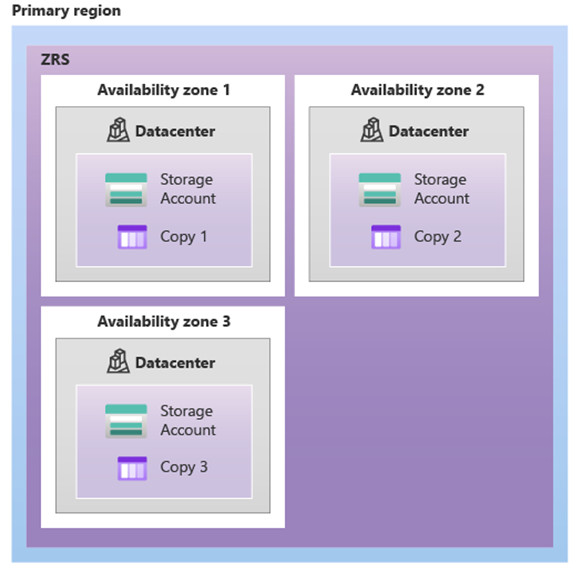 Primary region
ZRS
Availability zone 1
Datacenter
Storage
Account
Copy 1
Availability zone 2
Datacenter
Storage
Account
Copy 2
Availability zone 3
Datacenter
Storage
Account
Copy 3